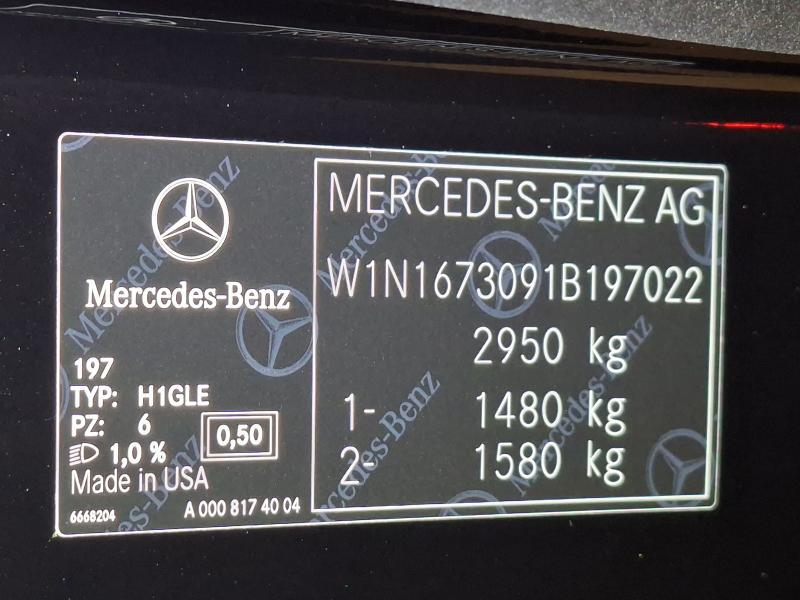 Mercedes-Benz
197
TYP: H1GLE
PZ: 6
0,50
1,0 %
Made in USA
6668204 A 000 817 40 04
MERCEDES-BENZ AG
W1N1673091B197022
2950 kg
1- 1480 kg
2- 1580 kg